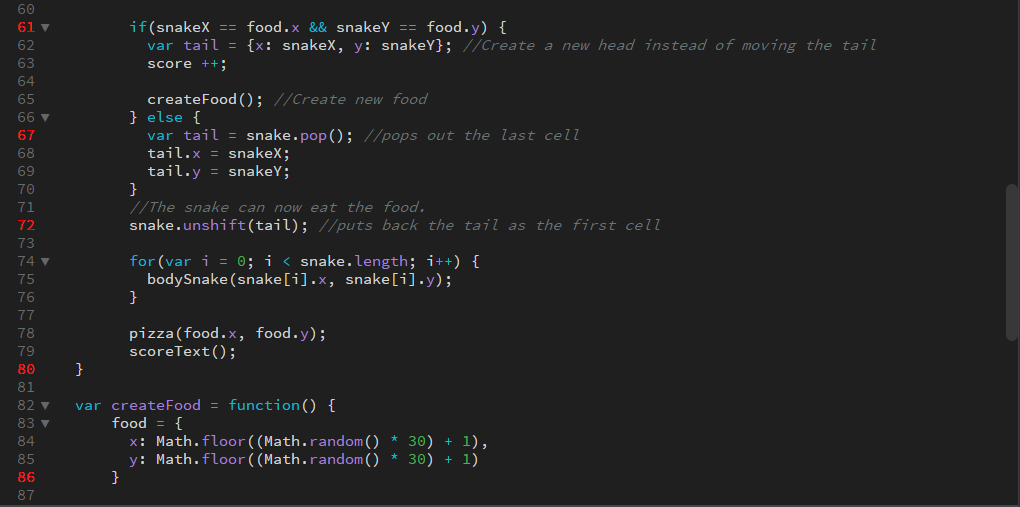 60
61 ▼ if(snakeX == food.x && snakeY == food.y) {
62 var tail = {x: snakeX, y: snakeY}; //Create a new head instead of moving the tail
63 score ++;
64
65 createFood(); //Create new food
66 ▼ } else {
67 var tail = snake.pop(); //pops out the last cell
68 tail.x = snakeX;
69 tail.y = snakeY;
70 }
71 //The snake can now eat the food.
72 snake.unshift(tail); //puts back the tail as the first cell
73
74 ▼ for(var i = 0; i < snake.length; i++) {
75 bodySnake(snake[i].x, snake[i].y);
76 }
77
78 pizza(food.x, food.y);
79 scoreText();
80 }
81
82 ▼ var createFood = function() {
83 ▼ food = {
84 x: Math.floor((Math.random() * 30) + 1),
85 y: Math.floor((Math.random() * 30) + 1)
86 }
87